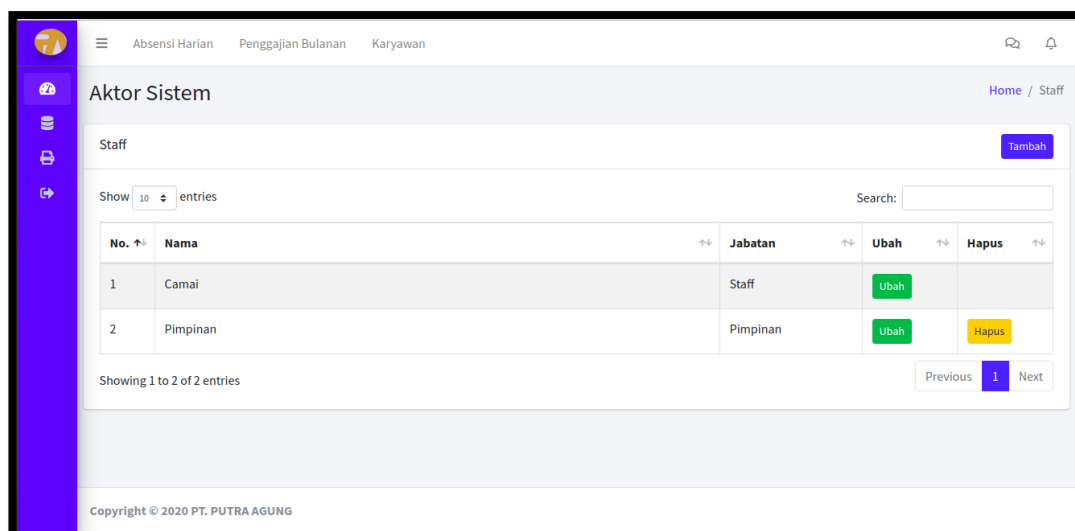 Absensi Harian Penggajian Bulanan Karyawan
Aktor Sistem Home / Staff
Staff Tambah
Show 10 entries Search:
No. Nama Jabatan Ubah Hapus
1 Camai Staff Ubah
2 Pimpinan Pimpinan Ubah Hapus
Showing 1 to 2 of 2 entries Previous 1 Next
Copyright © 2020 PT. PUTRA AGUNG